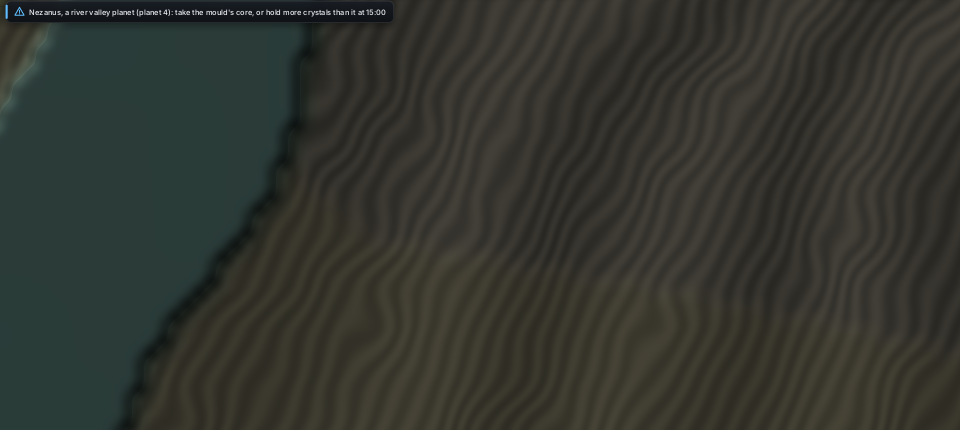 Nezanus, a river valley planet (planet 4): take the mould's core, or hold more crystals than it at 15:00